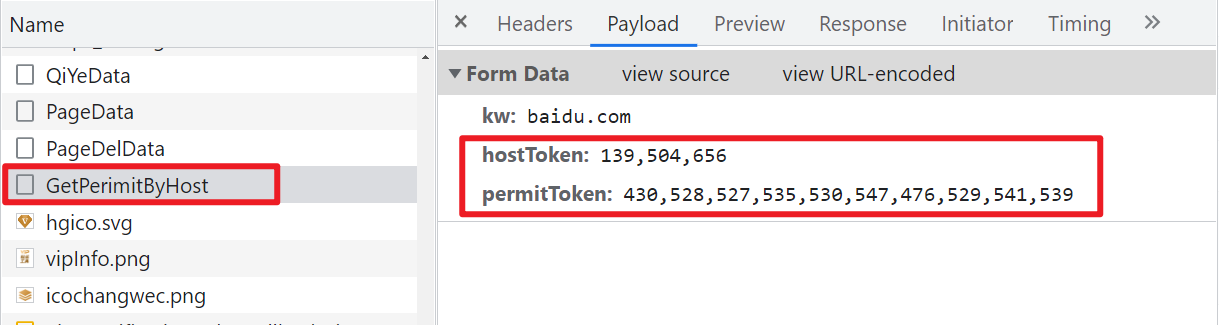 Name
QiYeData
PageData
PageDelData
GetPerimitByHost
hgico.svg
vipInfo.png
icochangwec.png
× Headers Payload Preview Response Initiator Timing »
▼ Form Data view source view URL-encoded
kw: baidu.com
hostToken: 139,504,656
permitToken: 430,528,527,535,530,547,476,529,541,539